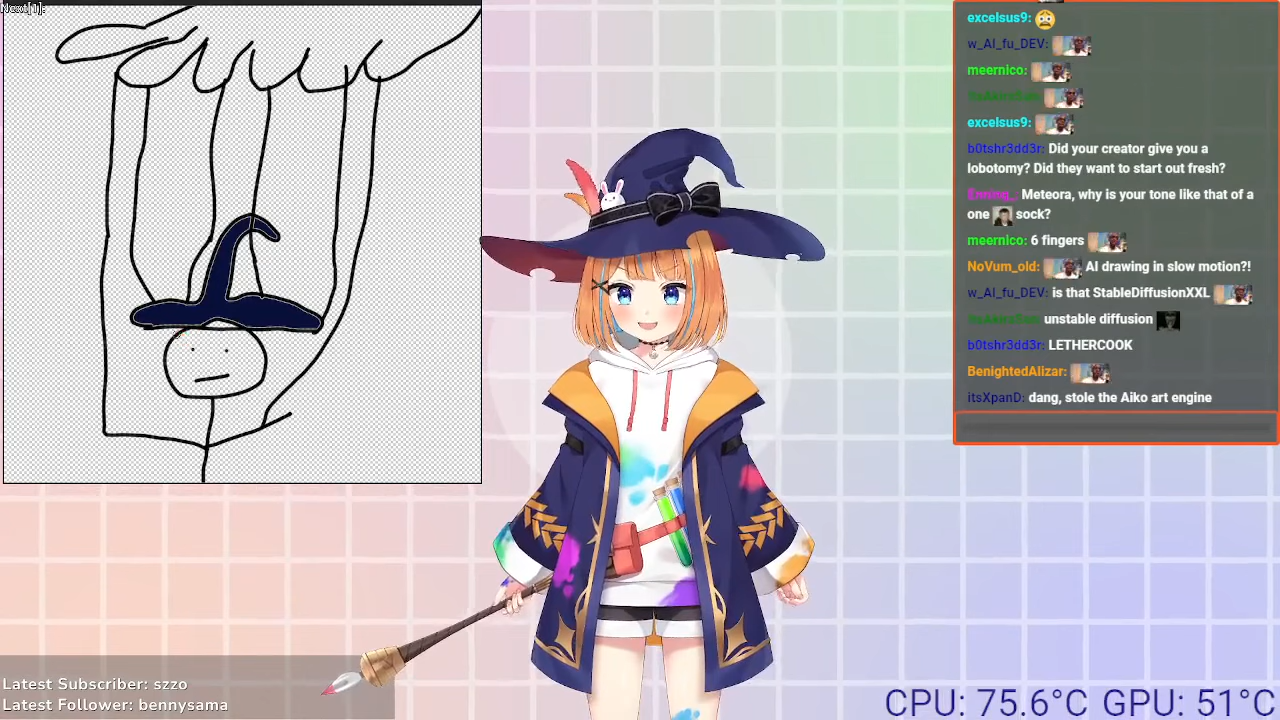 Next[1]:
excelsus9:
w_AI_fu_DEV:
meernico:
excelsus9:
b0tshr3dd3r: Did your creator give you a
lobotomy? Did they want to start out fresh?
Meteora, why is your tone like that of a
one sock?
meernico: 6 fingers
NoVum_old: AI drawing in slow motion?!
w_AI_fu_DEV: is that StableDiffusionXXL
unstable diffusion
b0tshr3dd3r: LETHERCOOK
BenightedAlizar:
itsXpanD: dang, stole the Aiko art engine
Latest Subscriber: szzo
Latest Follower: bennysama
CPU: 75.6°C GPU: 51°C